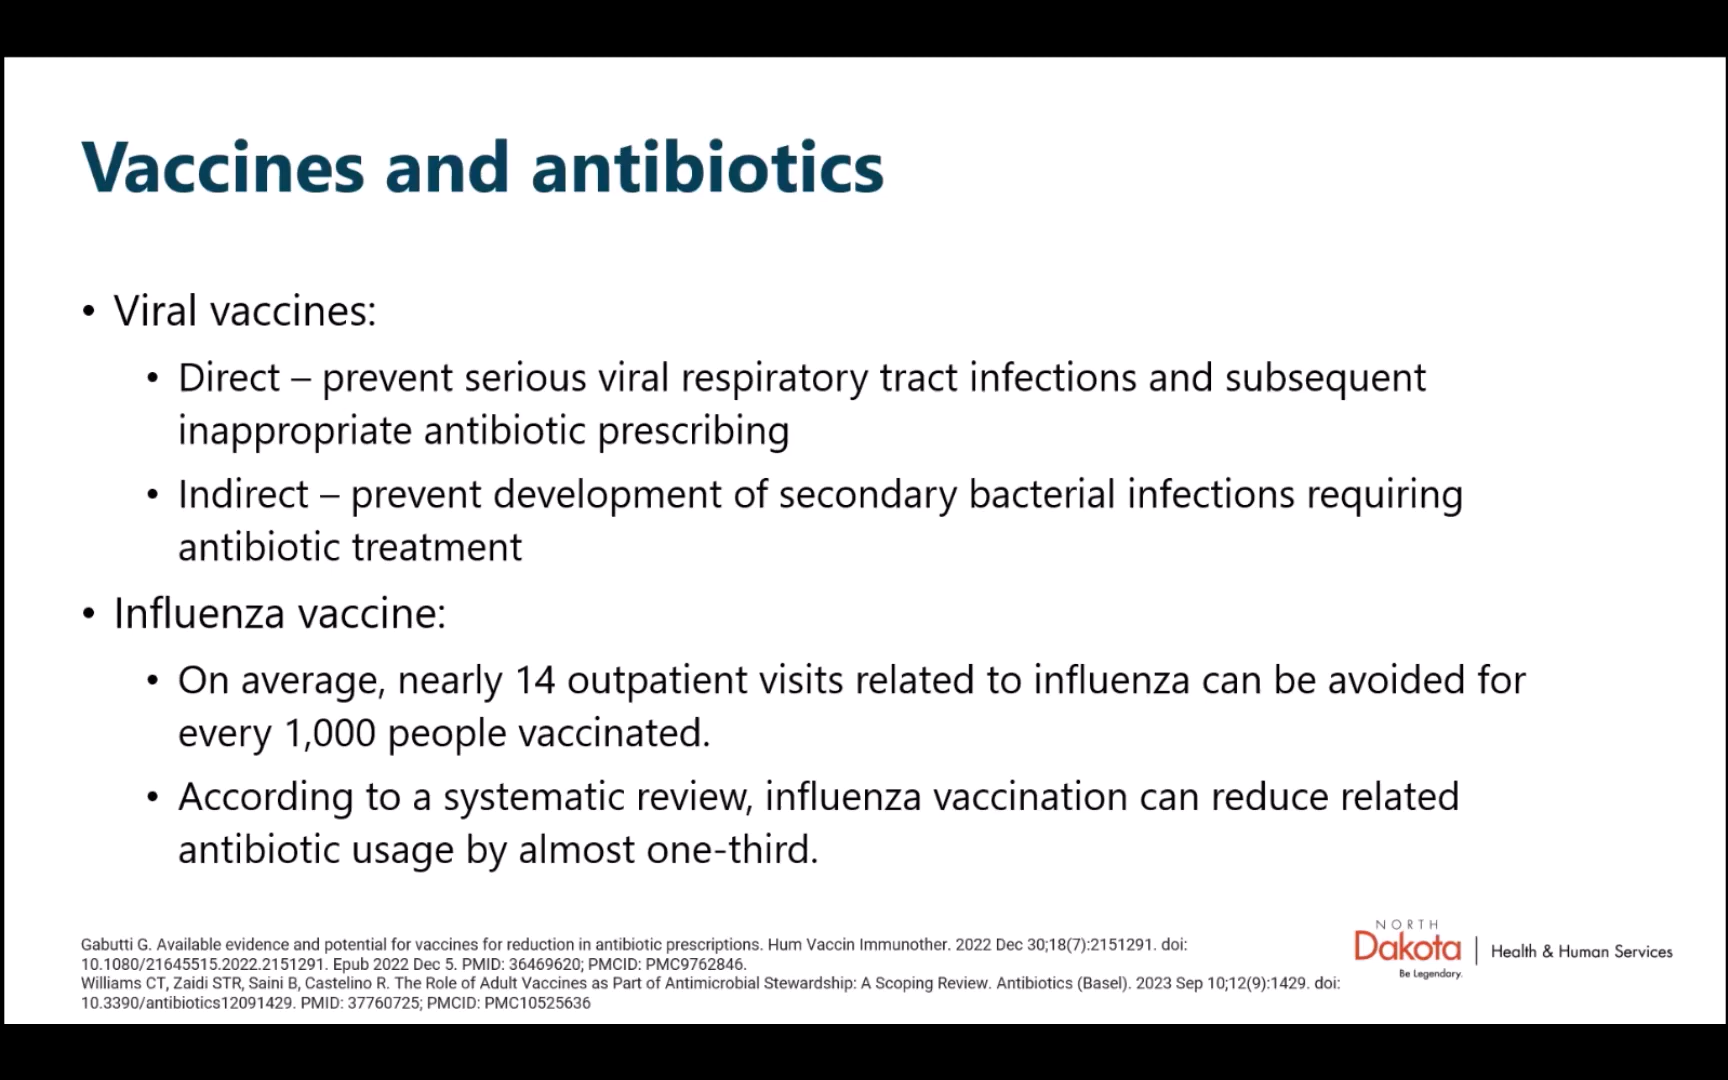 Vaccines and antibiotics
• Viral vaccines:
• Direct – prevent serious viral respiratory tract infections and subsequent
inappropriate antibiotic prescribing
• Indirect – prevent development of secondary bacterial infections requiring
antibiotic treatment
• Influenza vaccine:
• On average, nearly 14 outpatient visits related to influenza can be avoided for
every 1,000 people vaccinated.
• According to a systematic review, influenza vaccination can reduce related
antibiotic usage by almost one-third.
Gabutti G. Available evidence and potential for vaccines for reduction in antibiotic prescriptions. Hum Vaccin Immunother. 2022 Dec 30;18(7):2151291. doi:
10.1080/21645515.2022.2151291. Epub 2022 Dec 5. PMID: 36469620; PMCID: PMC9762846.
Williams CT, Zaidi STR, Saini B, Castelino R. The Role of Adult Vaccines as Part of Antimicrobial Stewardship: A Scoping Review. Antibiotics (Basel). 2023 Sep 10;12(9):1429. doi:
10.3390/antibiotics12091429. PMID: 37760725; PMCID: PMC10525636
NORTH
Dakota
Be Legendary.
Health & Human Services